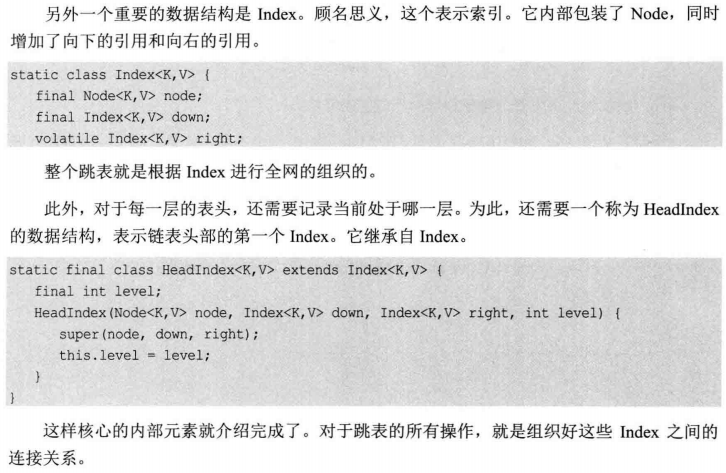 另外一个重要的数据结构是 Index。顾名思义，这个表示索引。它内部包装了 Node，同时
增加了向下的引用和向右的引用。
static class Index<K,V> {
    final Node<K,V> node;
    final Index<K,V> down;
    volatile Index<K,V> right;
整个跳表就是根据 Index 进行全网的组织的。
此外，对于每一层的表头，还需要记录当前处于哪一层。为此，还需要一个称为 HeadIndex
的数据结构，表示链表头部的第一个 Index。它继承自 Index。
static final class HeadIndex<K,V> extends Index<K,V> {
    final int level;
    HeadIndex(Node<K,V> node, Index<K,V> down, Index<K,V> right, int level) {
        super(node, down, right);
        this.level = level;
    }
}
这样核心的内部元素就介绍完成了。对于跳表的所有操作，就是组织好这些 Index 之间的
连接关系。